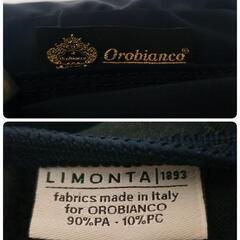 Orobianco®
LIMONTA 1893
fabrics made in Italy
for OROBIANCO
90%PA - 10%PC